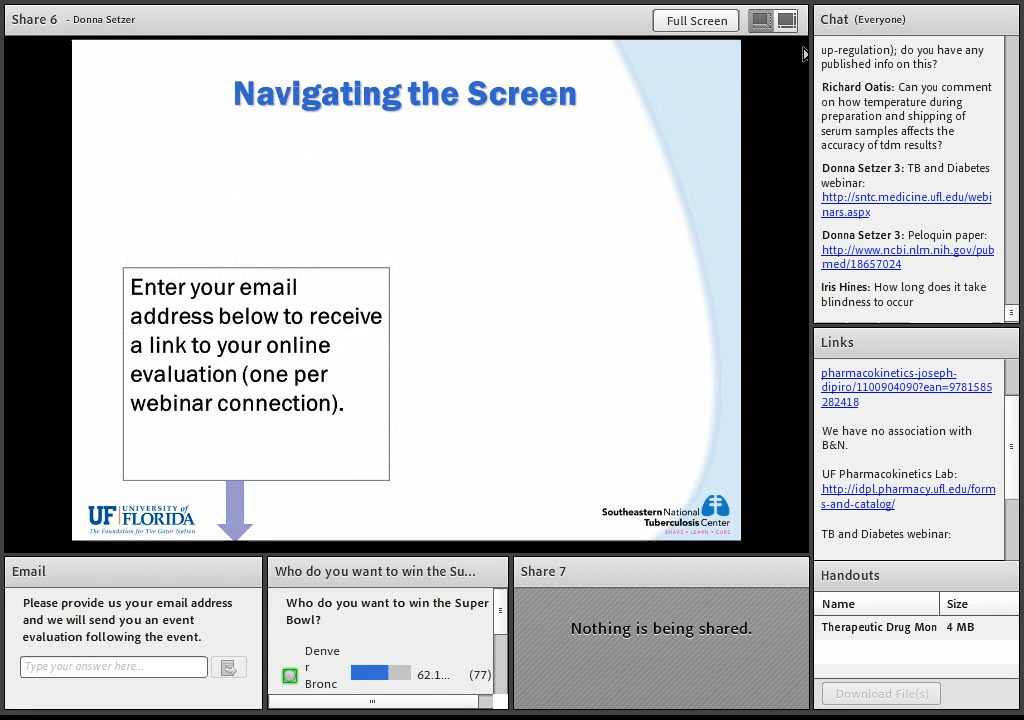 Share 6 - Donna Setzer
Full Screen
Navigating the Screen
Enter your email
address below to receive
a link to your online
evaluation (one per
webinar connection).
UF UNIVERSITY of
FLORIDA
The Foundation for The Gator Nation
Southeastern National
Tuberculosis Center
SHARE • LEARN • CURE
Email
Please provide us your email address
and we will send you an event
evaluation following the event.
Type your answer here...
Who do you want to win the Su...
Who do you want to win the Super
Bowl?
Denve
r
Bronc
62.1... (77)
Share 7
Nothing is being shared.
Chat (Everyone)
up-regulation); do you have any
published info on this?
Richard Oatis: Can you comment
on how temperature during
preparation and shipping of
serum samples affects the
accuracy of tdm results?
Donna Setzer 3: TB and Diabetes
webinar:
http://sntc.medicine.ufl.edu/webi
nars.aspx
Donna Setzer 3: Peloquin paper:
http://www.ncbi.nlm.nih.gov/pub
med/18657024
Iris Hines: How long does it take
blindness to occur
Links
pharmacokinetics-joseph-
dipiro/1100904090?ean=9781585
282418
We have no association with
B&N.
UF Pharmacokinetics Lab:
http://idpl.pharmacy.ufl.edu/form
s-and-catalog/
TB and Diabetes webinar:
Handouts
Name Size
Therapeutic Drug Mon 4 MB
Download File(s)